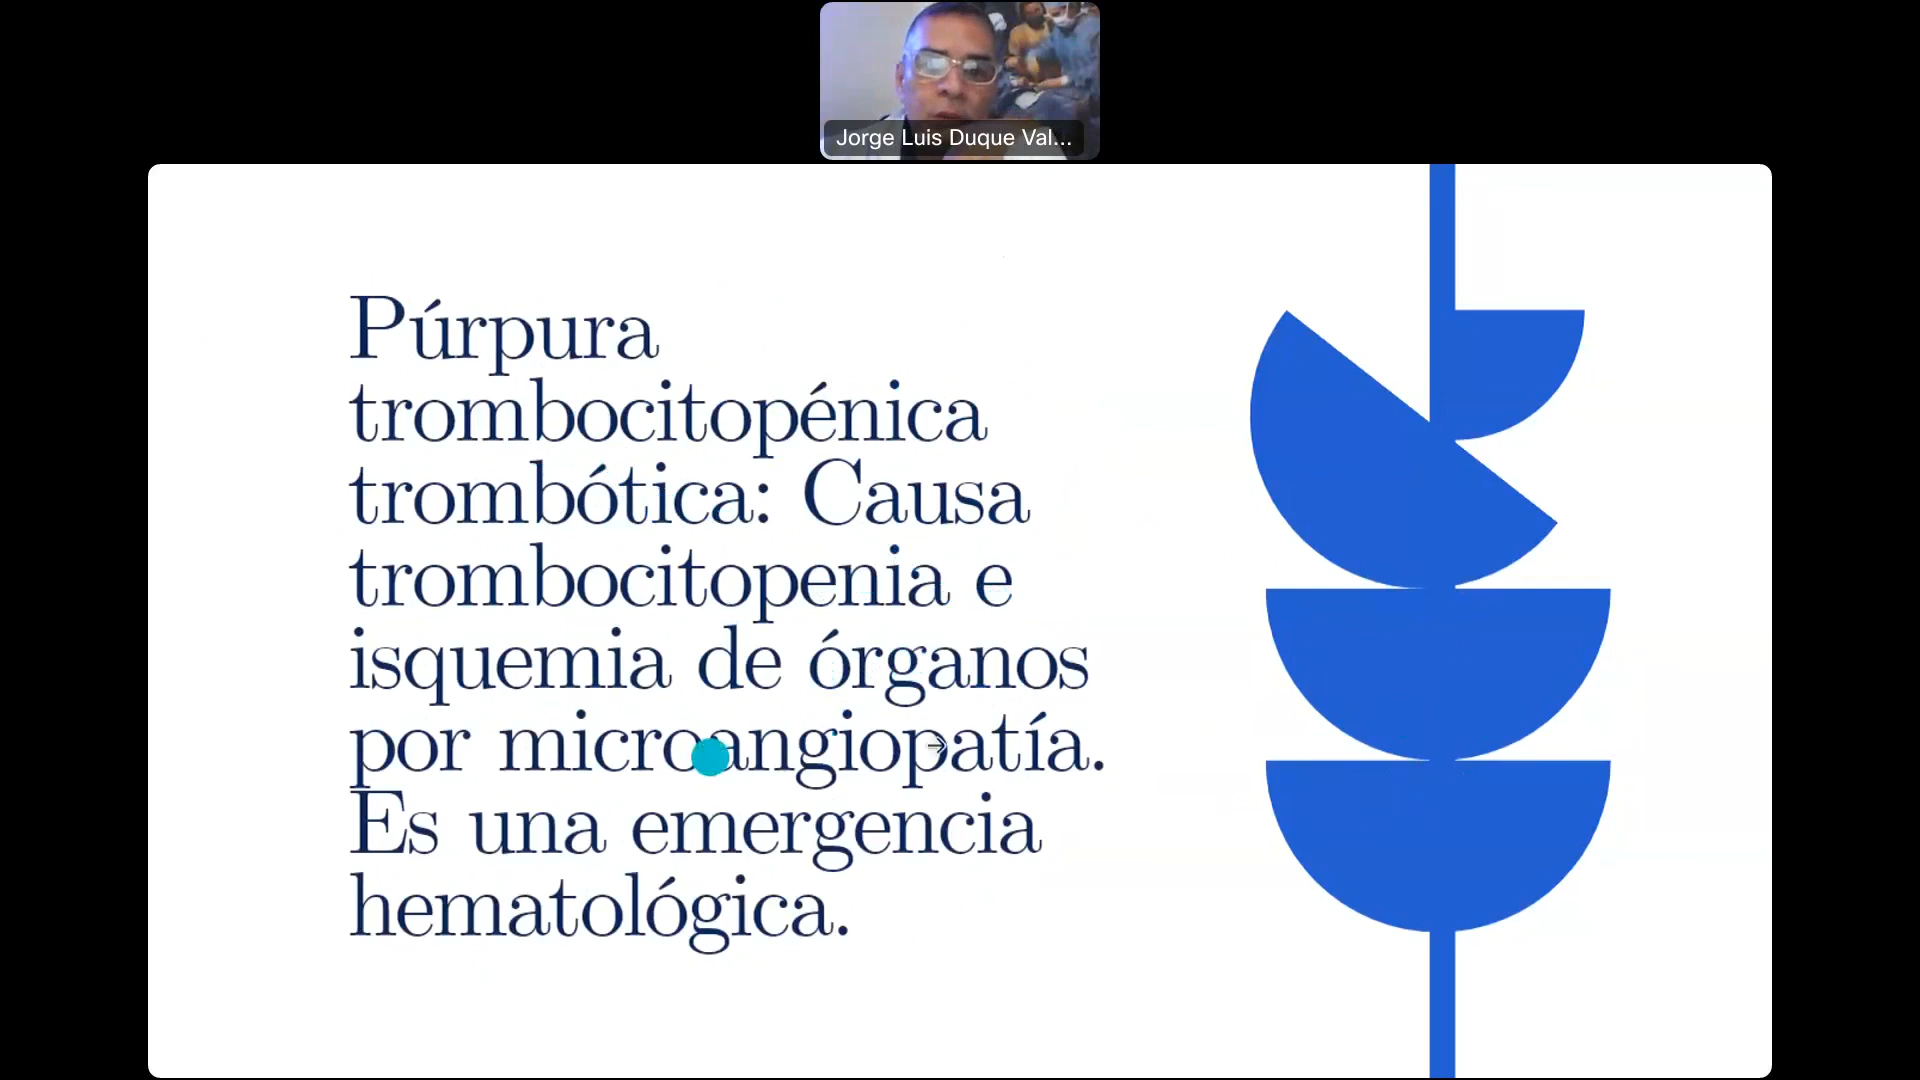 Jorge Luis Duque Val...
Púrpura
trombocitopénica
trombótica: Causa
trombocitopenia e
isquemia de órganos
por microangiopatía.
Es una emergencia
hematológica.